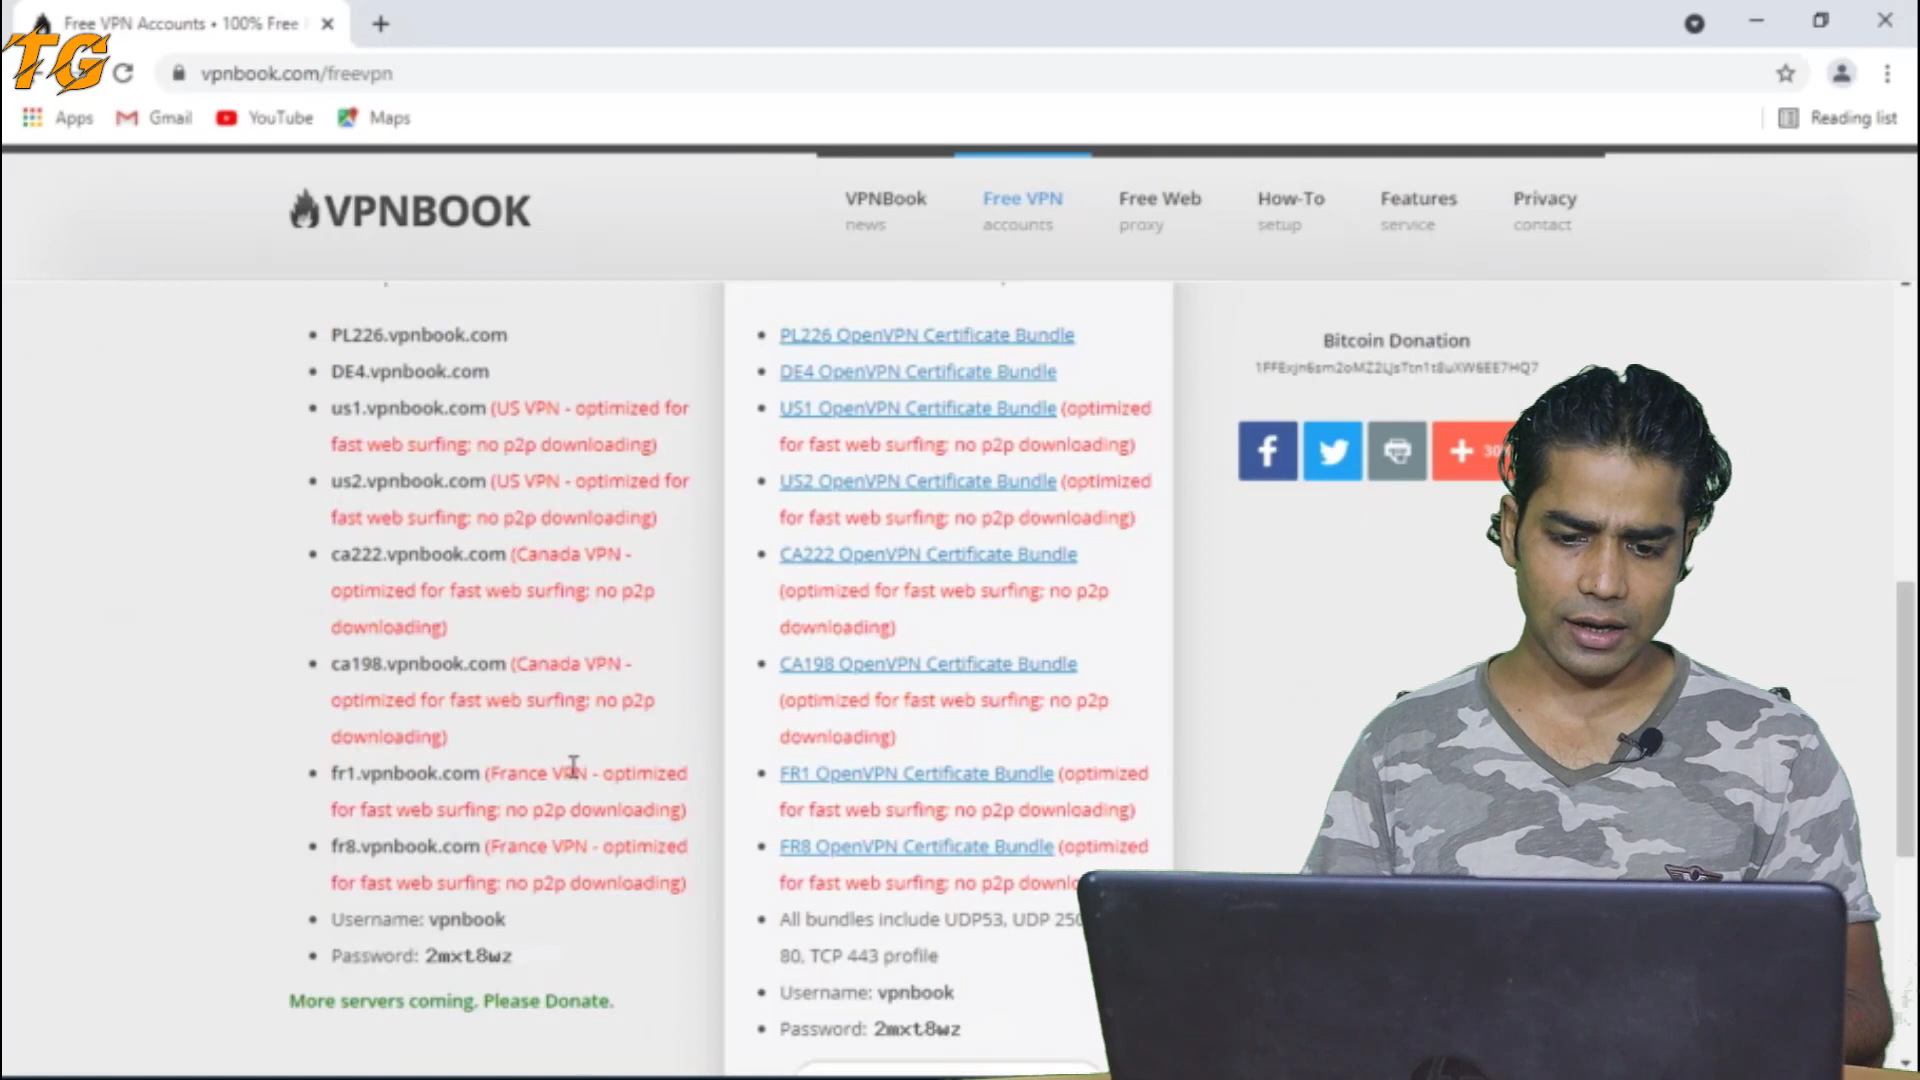 Free VPN Accounts • 100% Free
TG
vpnbook.com/freevpn
Apps
Gmail
YouTube
Maps
Reading list
VPNBOOK
VPNBook
news
Free VPN
accounts
Free Web
proxy
How-To
setup
Features
service
Privacy
contact
PL226.vpnbook.com
DE4.vpnbook.com
us1.vpnbook.com (US VPN - optimized for
fast web surfing; no p2p downloading)
us2.vpnbook.com (US VPN - optimized for
fast web surfing; no p2p downloading)
ca222.vpnbook.com (Canada VPN -
optimized for fast web surfing; no p2p
downloading)
ca198.vpnbook.com (Canada VPN -
optimized for fast web surfing; no p2p
downloading)
fr1.vpnbook.com (France VPN - optimized
for fast web surfing; no p2p downloading)
fr8.vpnbook.com (France VPN - optimized
for fast web surfing; no p2p downloading)
Username: vpnbook
Password: 2mxt8wz
More servers coming. Please Donate.
PL226 OpenVPN Certificate Bundle
DE4 OpenVPN Certificate Bundle
US1 OpenVPN Certificate Bundle (optimized
for fast web surfing; no p2p downloading)
US2 OpenVPN Certificate Bundle (optimized
for fast web surfing; no p2p downloading)
CA222 OpenVPN Certificate Bundle
(optimized for fast web surfing; no p2p
downloading)
CA198 OpenVPN Certificate Bundle
(optimized for fast web surfing; no p2p
downloading)
FR1 OpenVPN Certificate Bundle (optimized
for fast web surfing; no p2p downloading)
FR8 OpenVPN Certificate Bundle (optimized
for fast web surfing; no p2p
All bundles include UDP53, UDP
80, TCP 443 profile
Username: vpnbook
Password: 2mxt8wz
Bitcoin Donation